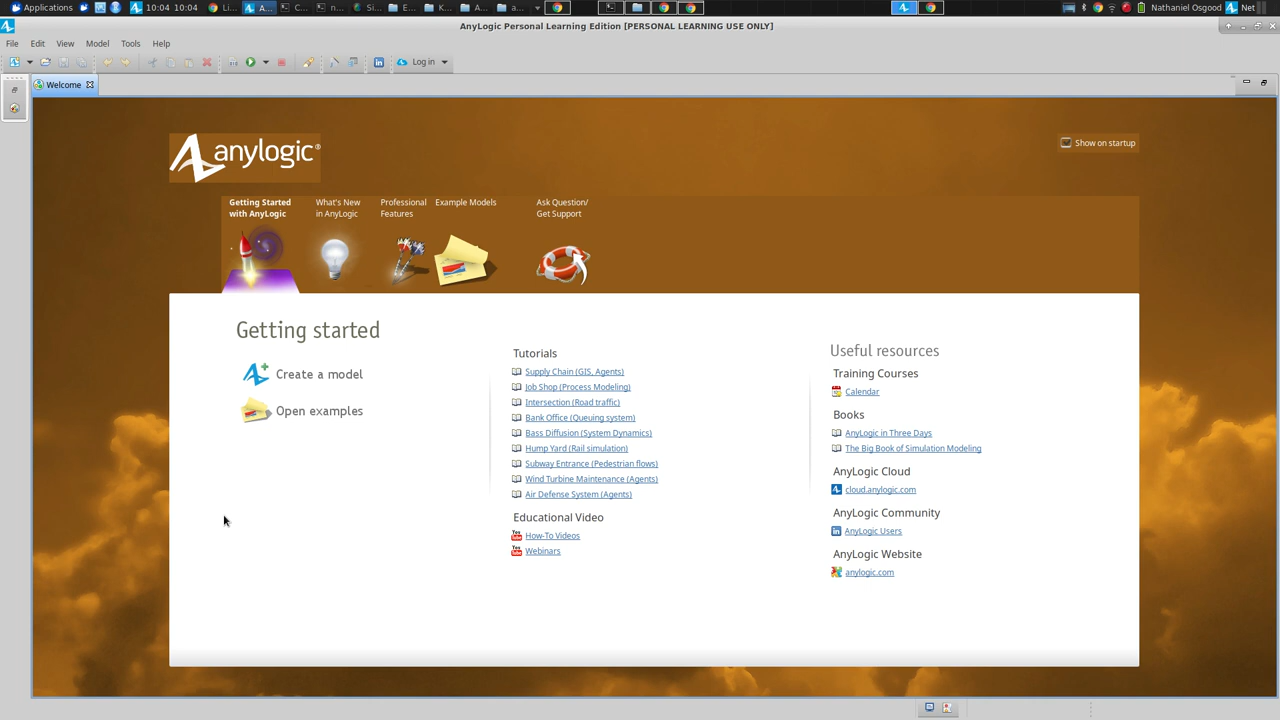 Applications 10:04 10:04 Li... A... C... n... Si... E... K... A... a... Nathaniel Osgood Net
AnyLogic Personal Learning Edition [PERSONAL LEARNING USE ONLY]
File Edit View Model Tools Help
Log in
Welcome
anylogic®
Show on startup
Getting Started
with AnyLogic
What's New
in AnyLogic
Professional
Features
Example Models
Ask Question/
Get Support
Getting started
Create a model
Open examples
Tutorials
Supply Chain (GIS, Agents)
Job Shop (Process Modeling)
Intersection (Road traffic)
Bank Office (Queuing system)
Bass Diffusion (System Dynamics)
Hump Yard (Rail simulation)
Subway Entrance (Pedestrian flows)
Wind Turbine Maintenance (Agents)
Air Defense System (Agents)
Educational Video
How-To Videos
Webinars
Useful resources
Training Courses
Calendar
Books
AnyLogic in Three Days
The Big Book of Simulation Modeling
AnyLogic Cloud
cloud.anylogic.com
AnyLogic Community
AnyLogic Users
AnyLogic Website
anylogic.com